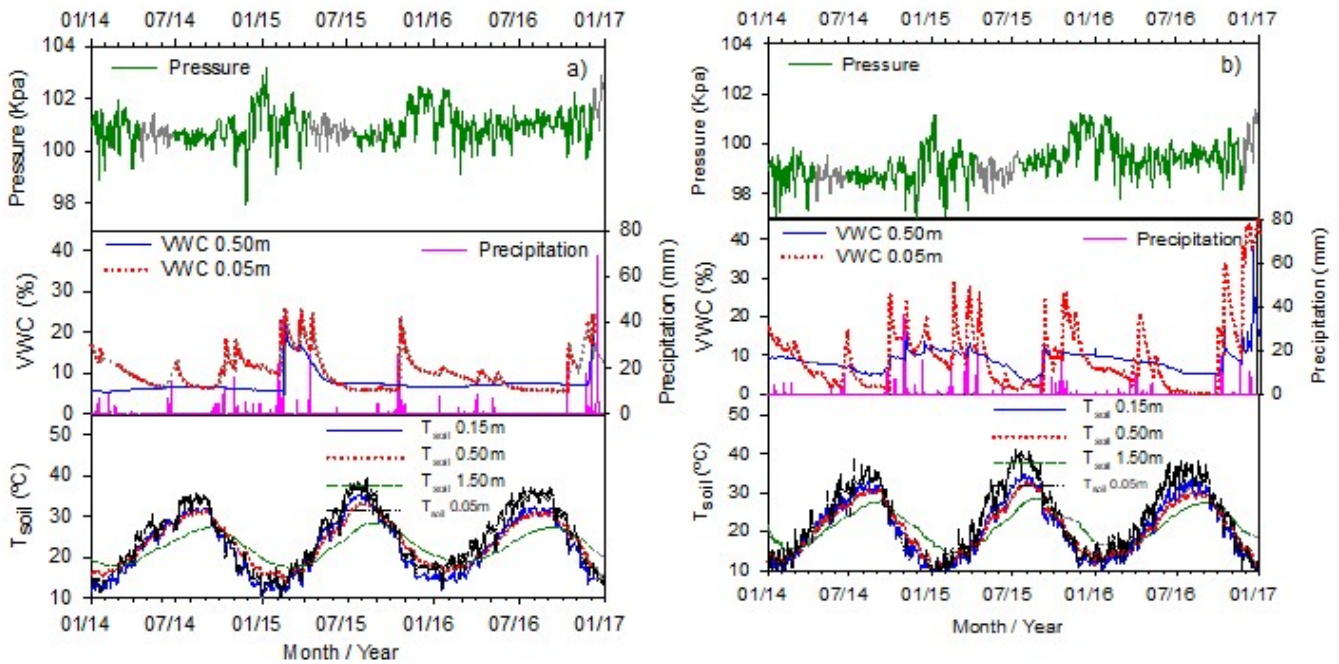 01/14 07/14 01/15 07/15 01/16 07/16 01/17
104
102
100
98
Pressure (Kpa)
Pressure
a)
40
30
20
10
0
VWC (%)
VWC 0.50m
VWC 0.05m
Precipitation
80
60
40
20
0
Precipitation (mm)
50
40
30
20
10
Tsoil (ºC)
Tsoil 0.15m
Tsoil 0.50m
Tsoil 1.50m
Tsoil 0.05m
01/14 07/14 01/15 07/15 01/16 07/16 01/17
Month / Year
01/14 07/14 01/15 07/15 01/16 07/16 01/17
104
102
100
98
Pressure (Kpa)
Pressure
b)
40
30
20
10
0
VWC (%)
VWC 0.50m
VWC 0.05m
Precipitation
80
60
40
20
0
Precipitation (mm)
50
40
30
20
10
Tsoil (ºC)
Tsoil 0.15m
Tsoil 0.50m
Tsoil 1.50m
Tsoil 0.05m
01/14 07/14 01/15 07/15 01/16 07/16 01/17
Month / Year